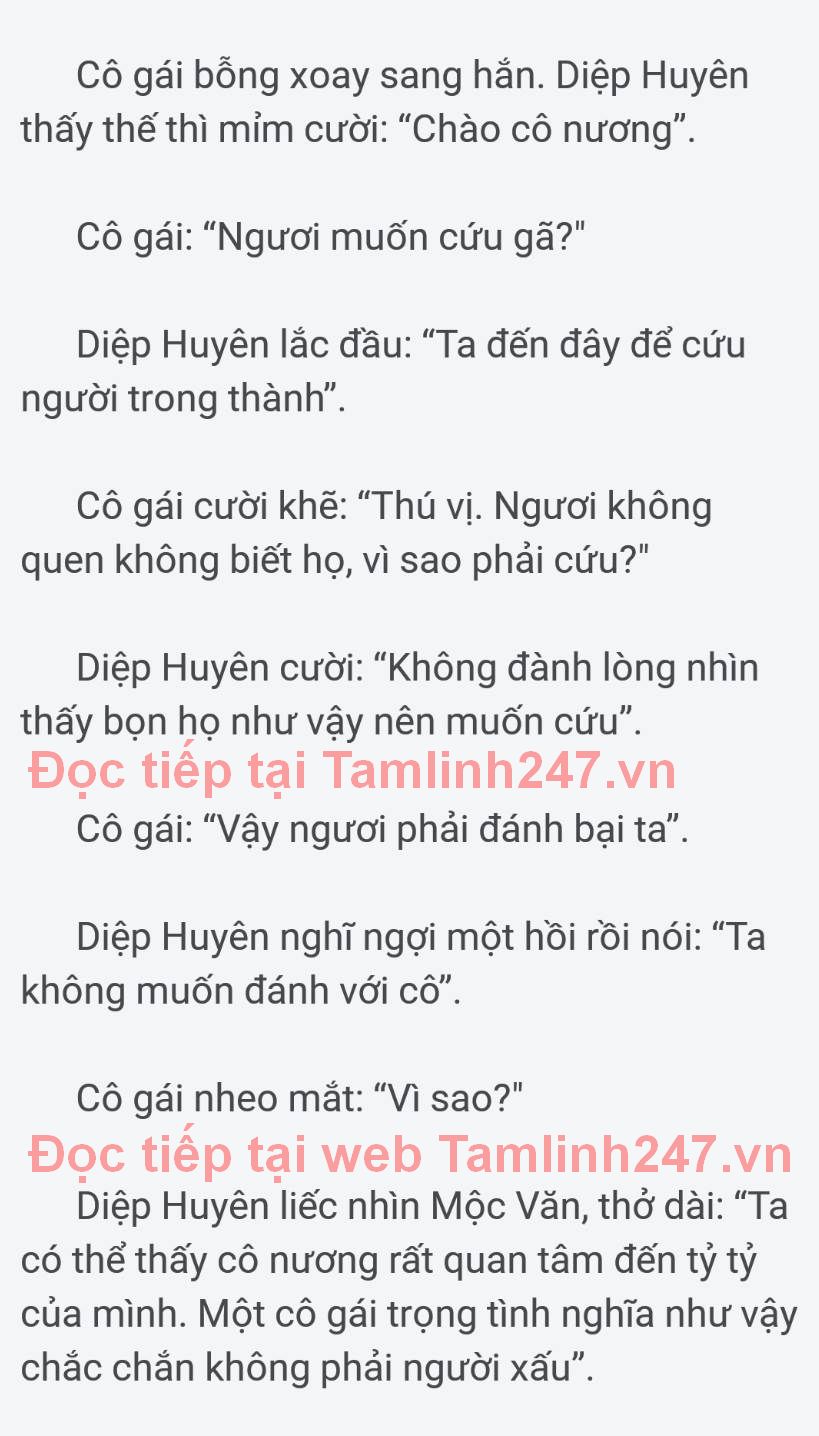 Cô gái bỗng xoay sang hắn. Diệp Huyên
thấy thế thì mỉm cười: “Chào cô nương”.
Cô gái: “Ngươi muốn cứu gã?"
Diệp Huyên lắc đầu: “Ta đến đây để cứu
người trong thành”.
Cô gái cười khẽ: “Thú vị. Ngươi không
quen không biết họ, vì sao phải cứu?"
Diệp Huyên cười: “Không đành lòng nhìn
thấy bọn họ như vậy nên muốn cứu”.
Đọc tiếp tại Tamlinh247.vn
Cô gái: “Vậy ngươi phải đánh bại ta”.
Diệp Huyên nghĩ ngợi một hồi rồi nói: “Ta
không muốn đánh với cô”.
Cô gái nheo mắt: “Vì sao?"
Đọc tiếp tại web Tamlinh247.vn
Diệp Huyên liếc nhìn Mộc Văn, thở dài: “Ta
có thể thấy cô nương rất quan tâm đến tỷ tỷ
của mình. Một cô gái trọng tình nghĩa như vậy
chắc chắn không phải người xấu”.